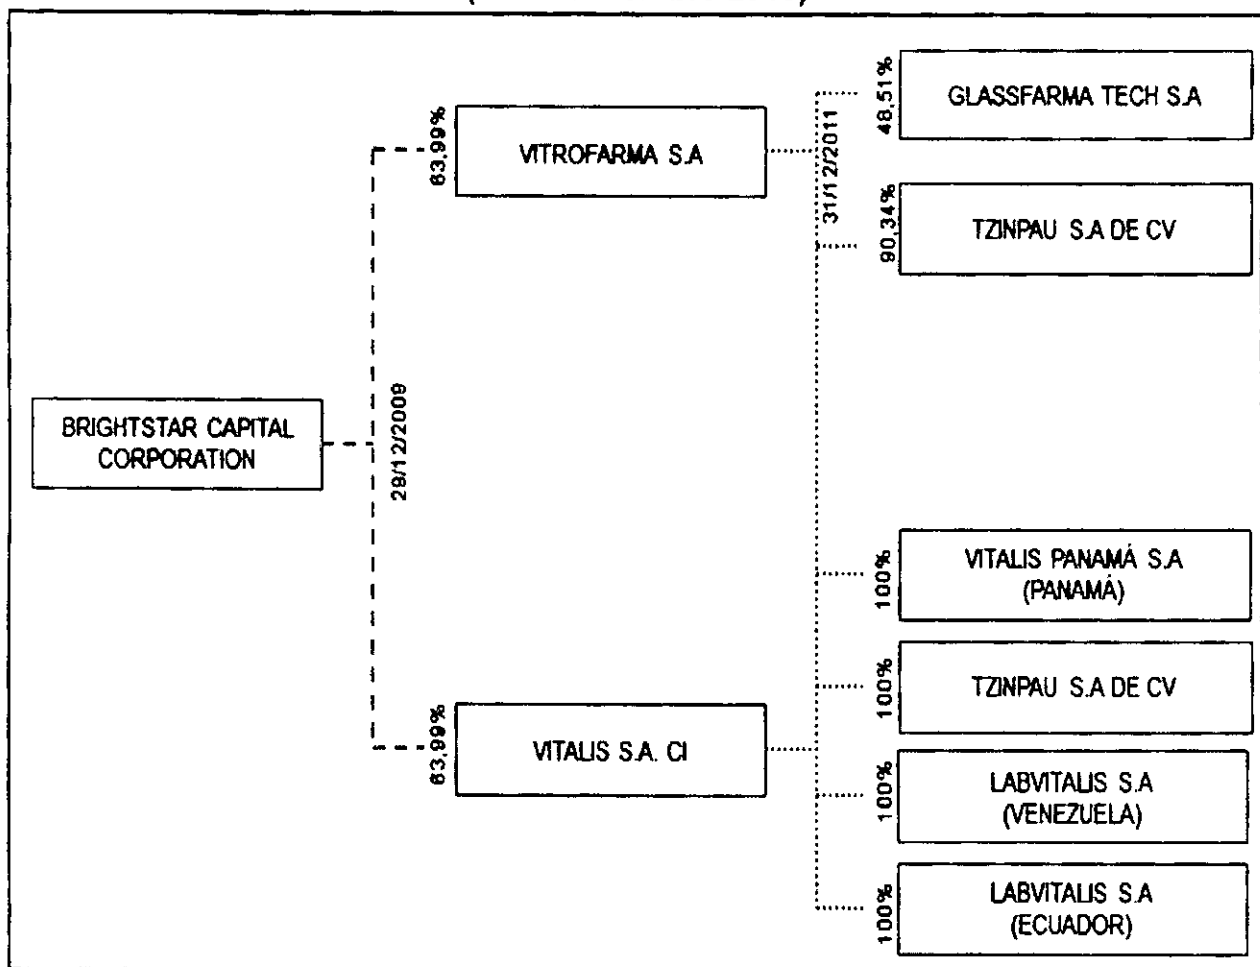 63,99%
VITROFARMA S.A
31/12/2011
48,51%
GLASSFARMA TECH S.A
90,34%
TZINPAU S.A DE CV
BRIGHTSTAR CAPITAL
CORPORATION
29/12/2009
63,99%
VITALIS S.A. CI
100%
VITALIS PANAMÁ S.A
(PANAMÁ)
100%
TZINPAU S.A DE CV
100%
LABVITALIS S.A
(VENEZUELA)
100%
LABVITALIS S.A
(ECUADOR)